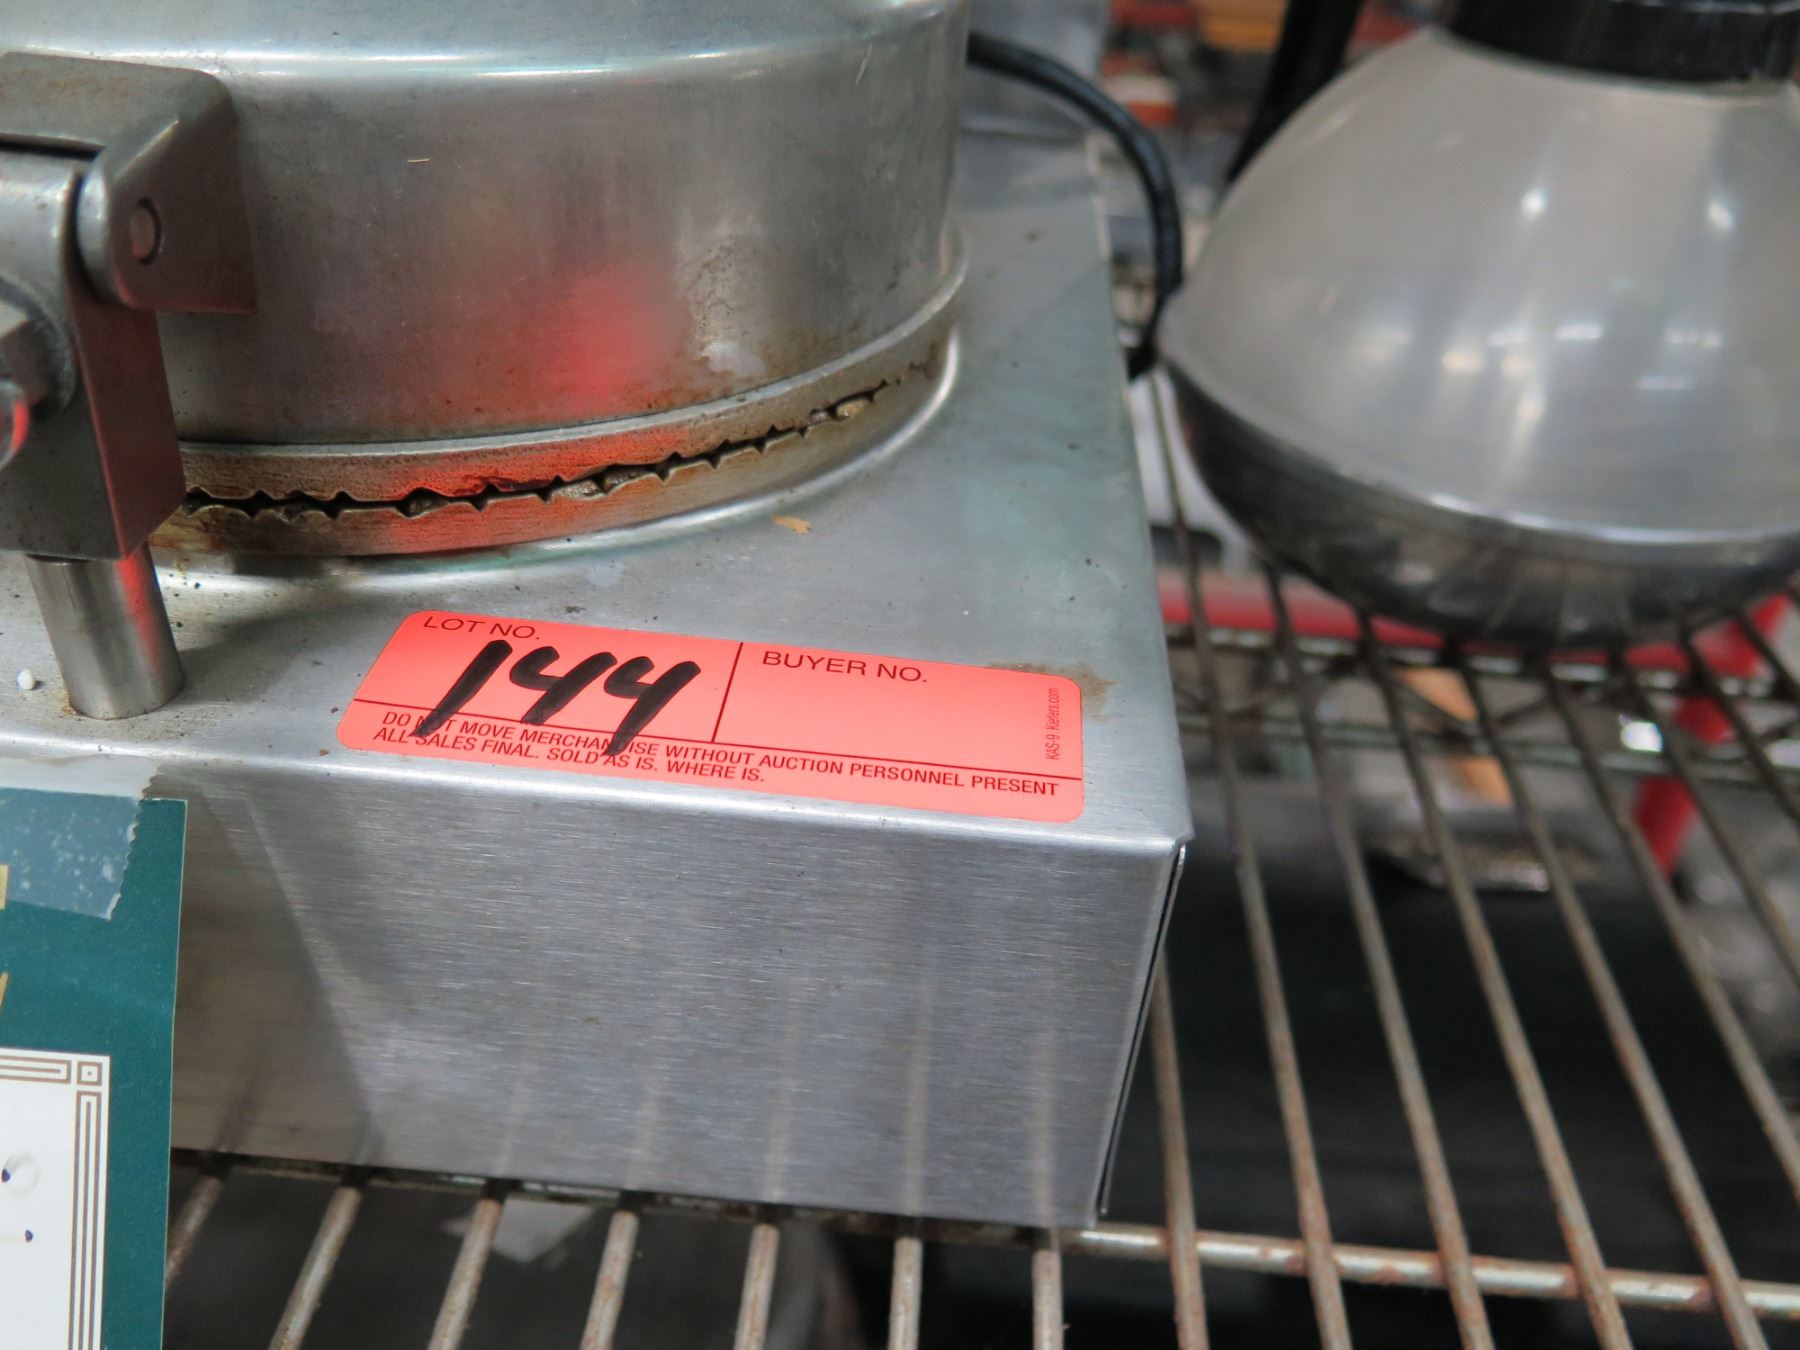 LOT NO.
144
BUYER NO.
DO NOT MOVE MERCHANDISE WITHOUT AUCTION PERSONNEL PRESENT
ALL SALES FINAL. SOLD AS IS. WHERE IS.
KAS-9 Kiefers.com